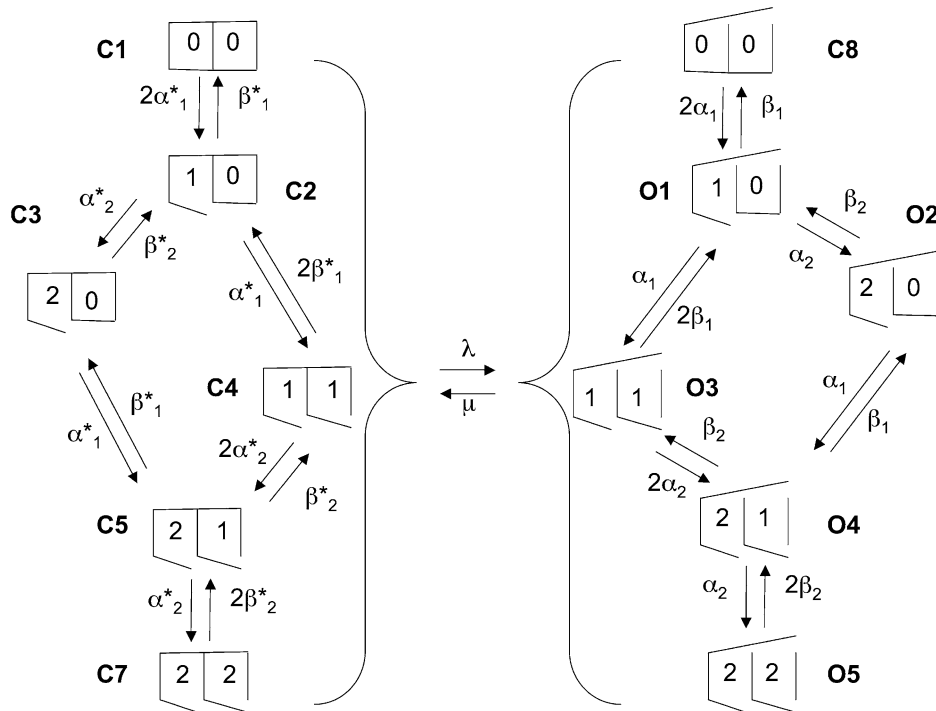 C1 0 0
2α*₁ β*₁
1 0 C2
C3 α*₂ β*₂
2 0
2β*₁
α*₁
C4 1 1
β*₁
α*₁
2α*₂
β*₂
C5 2 1
α*₂ 2β*₂
C7 2 2
λ
μ
0 0 C8
2α₁ β₁
O1 1 0
β₂ O2
α₂
2 0
α₁
2β₁
1 1 O3
α₁
β₁
β₂
2α₂
2 1 O4
α₂ 2β₂
2 2 O5